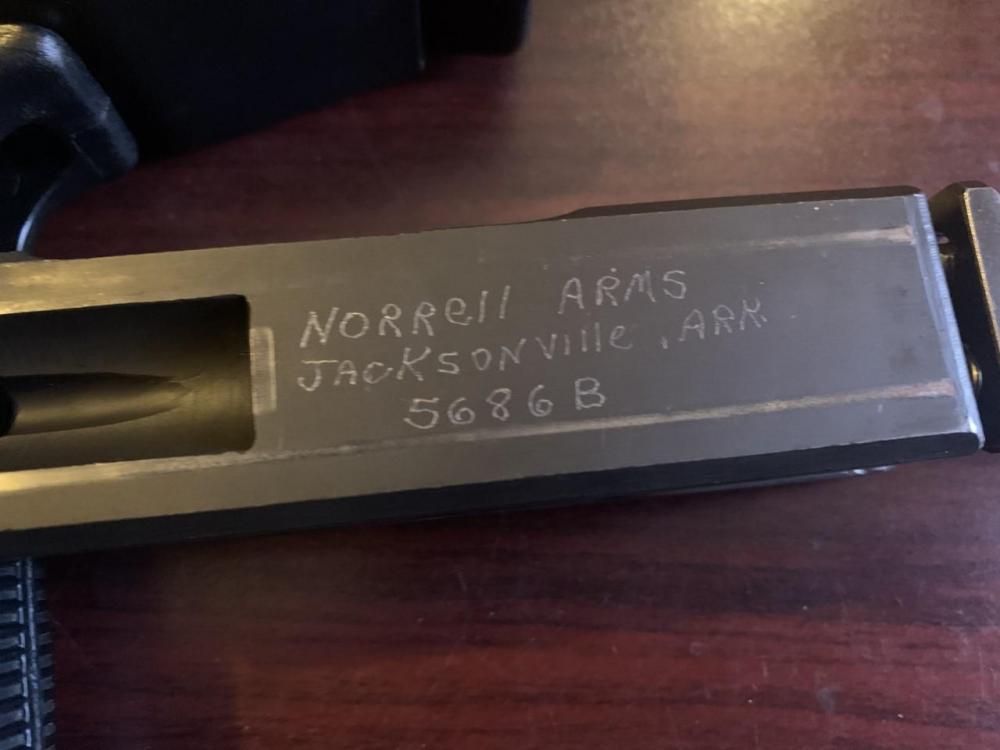 NORRell ARMS
JACKSONVille, ARK.
5686B